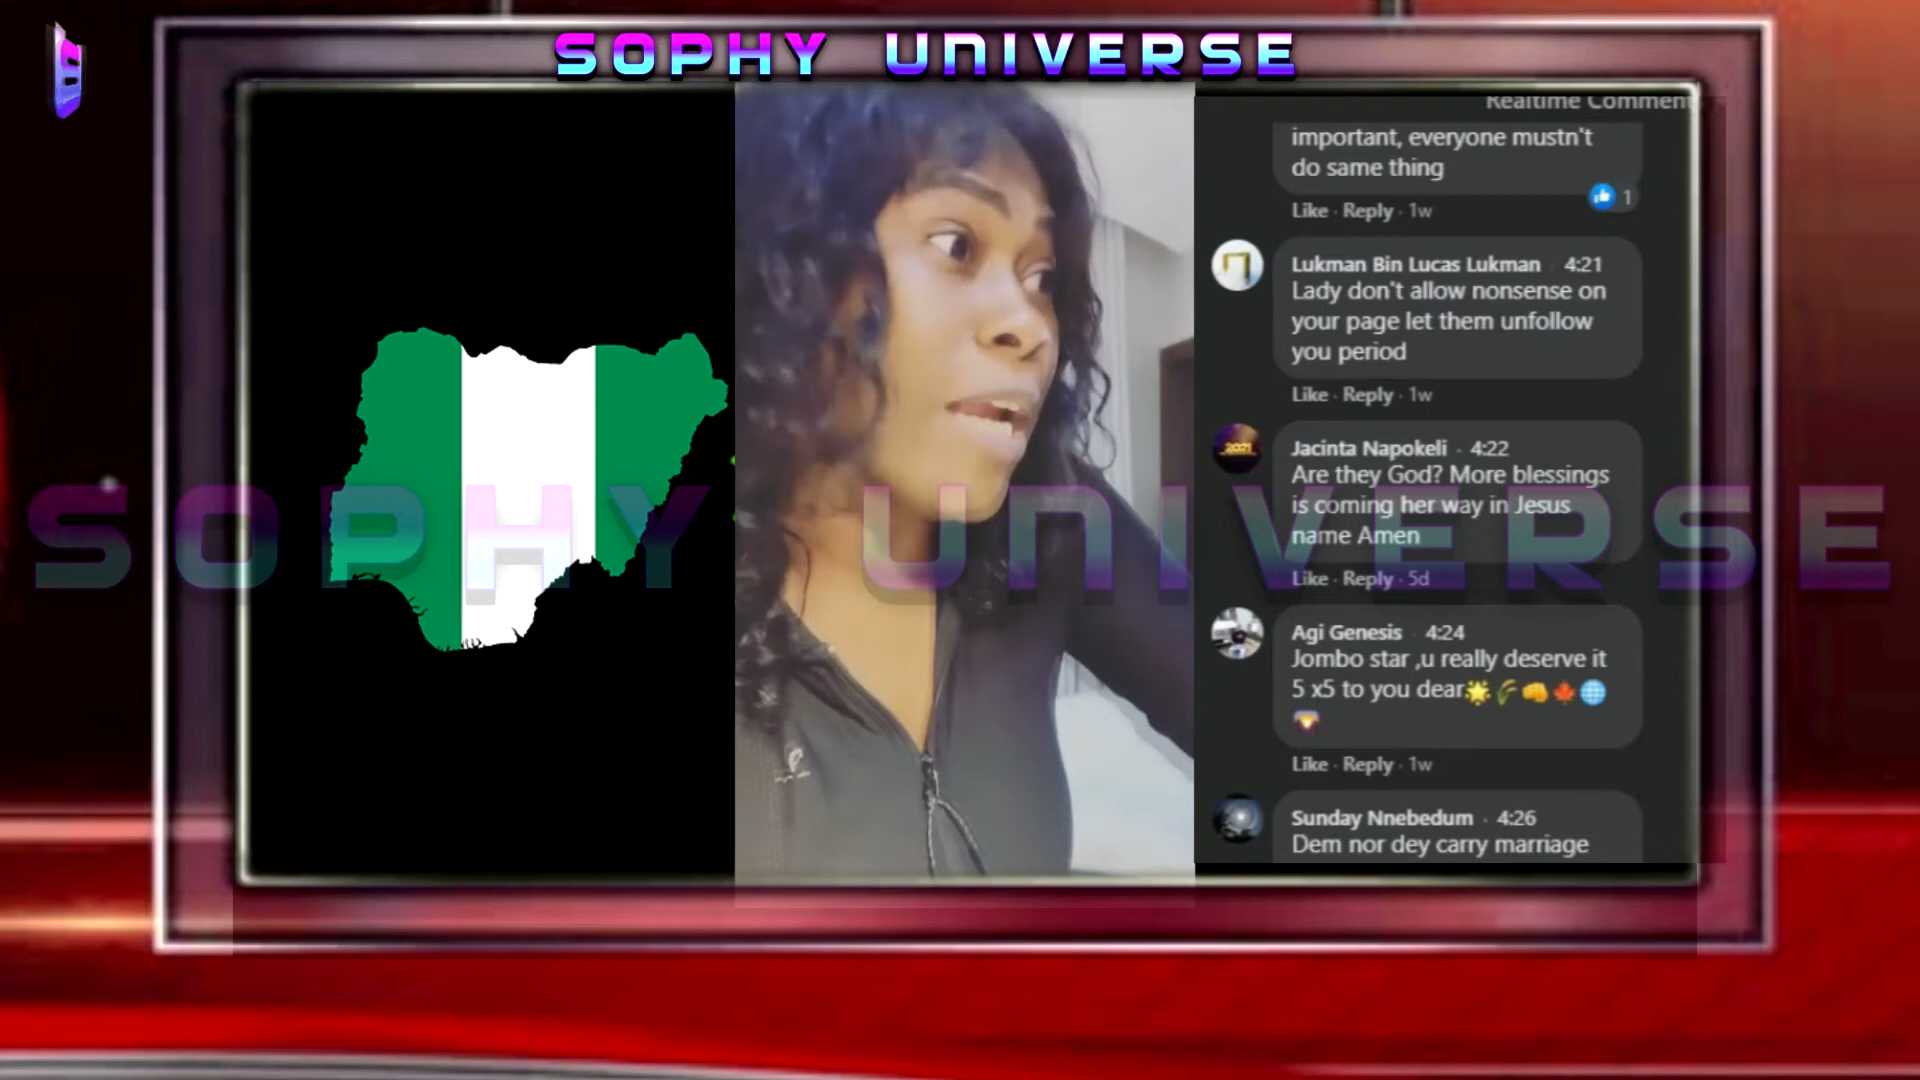 SOPHY UNIVERSE
Realtime Comment
important, everyone mustn't
do same thing
1
Like · Reply · 1w
Lukman Bin Lucas Lukman · 4:21
Lady don't allow nonsense on
your page let them unfollow
you period
Like · Reply · 1w
Jacinta Napokeli · 4:22
Are they God? More blessings
is coming her way in Jesus
name Amen
Like · Reply · 5d
Agi Genesis · 4:24
Jombo star ,u really deserve it
5 x5 to you dear🌟🌾👊🍁🌐
Like · Reply · 1w
Sunday Nnebedum · 4:26
Dem nor dey carry marriage
SOPHY UNIVERSE
2021